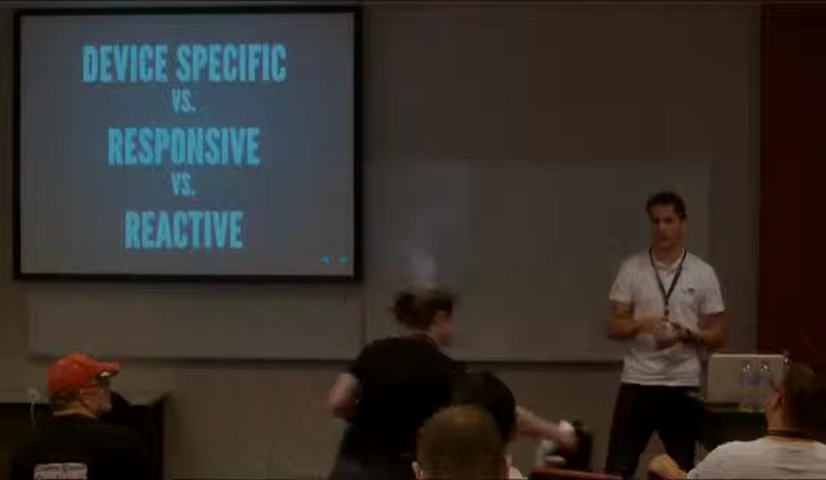 DEVICE SPECIFIC
VS.
RESPONSIVE
VS.
REACTIVE